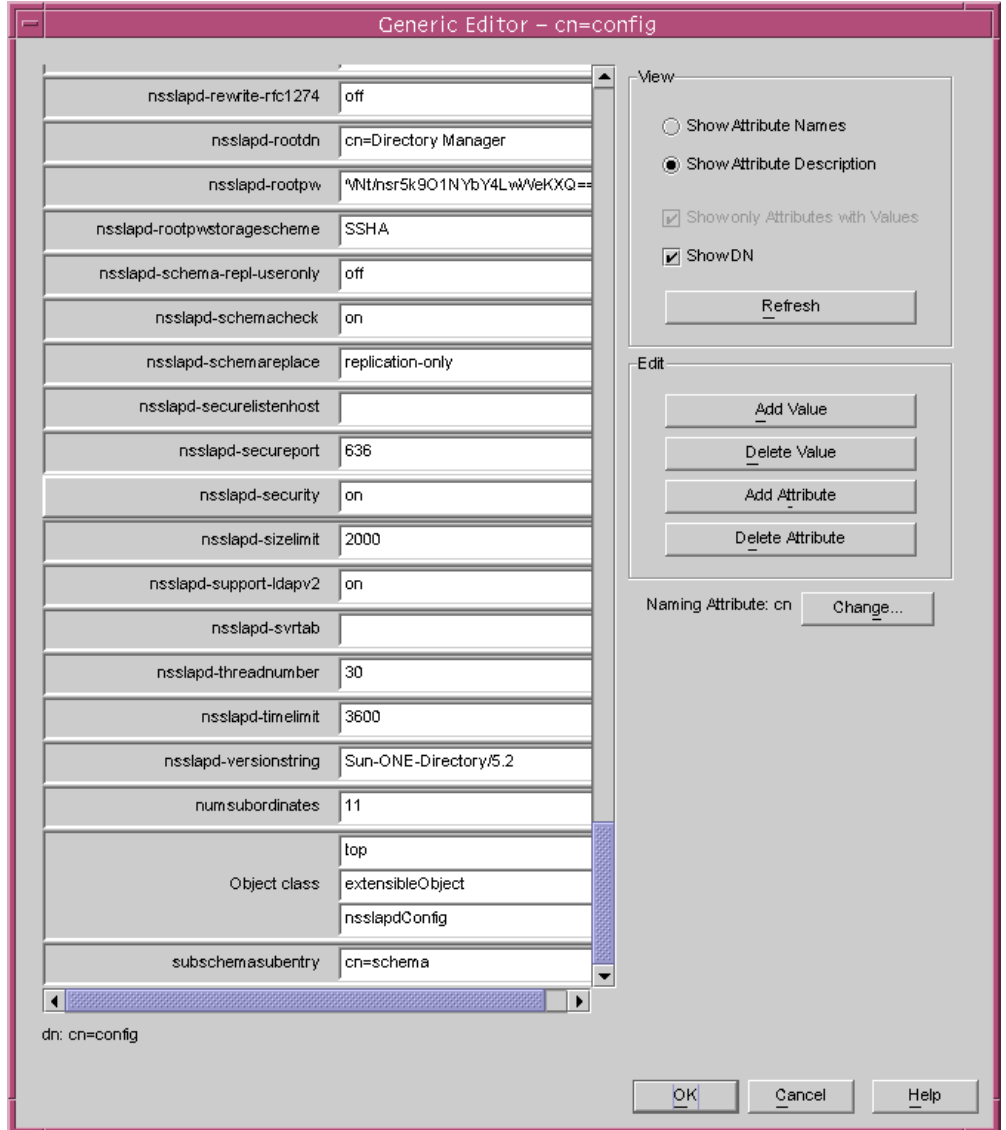 Generic Editor – cn=config
nsslapd-rewrite-rfc1274 off
nsslapd-rootdn cn=Directory Manager
nsslapd-rootpw
nsslapd-rootpwstoragescheme SSHA
nsslapd-schema-repl-useronly off
nsslapd-schemacheck on
nsslapd-schemareplace replication-only
nsslapd-securelistenhost
nsslapd-secureport 636
nsslapd-security on
nsslapd-sizelimit 2000
nsslapd-support-ldapv2 on
nsslapd-svrtab
nsslapd-threadnumber 30
nsslapd-timelimit 3600
nsslapd-versionstring Sun-ONE-Directory/5.2
numsubordinates 11
Object class
top
extensibleObject
nsslapdConfig
subschemasubentry cn=schema
dn: cn=config
View
Show Attribute Names
Show Attribute Description
Show only Attributes with Values
Show DN
Refresh
Edit
Add Value
Delete Value
Add Attribute
Delete Attribute
Naming Attribute: cn Change...
OK Cancel Help